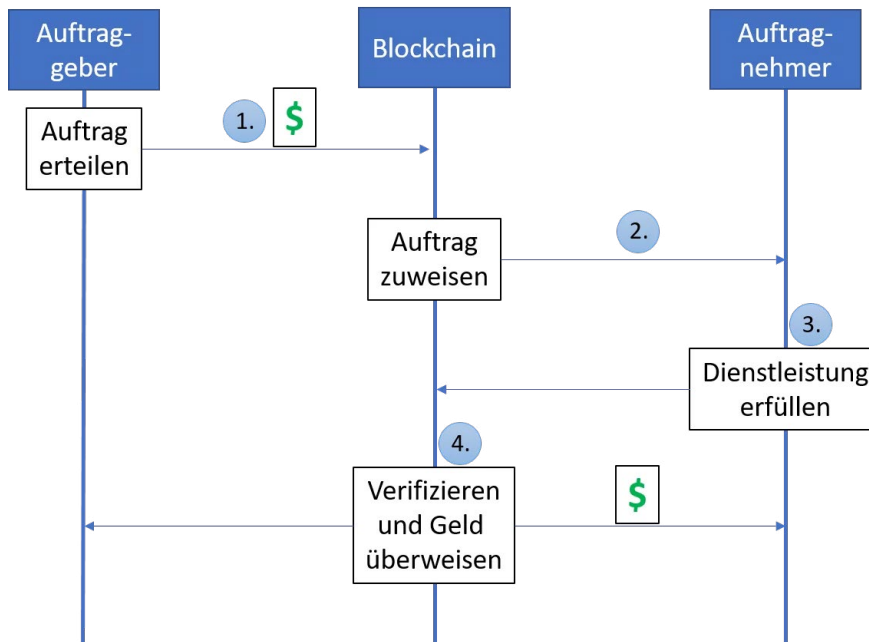 Auftrag-
geber
Blockchain
Auftrag-
nehmer
Auftrag
erteilen
1.
$
Auftrag
zuweisen
2.
3.
Dienstleistung
erfüllen
4.
Verifizieren
und Geld
überweisen
$